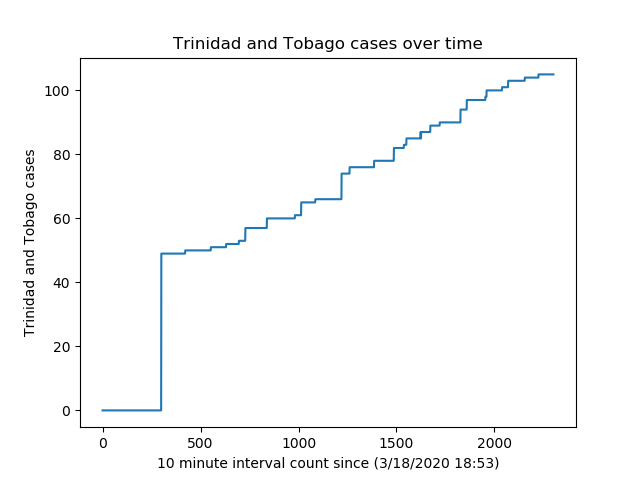 Trinidad and Tobago cases over time
Trinidad and Tobago cases
100
80
60
40
20
0
0 500 1000 1500 2000
10 minute interval count since (3/18/2020 18:53)